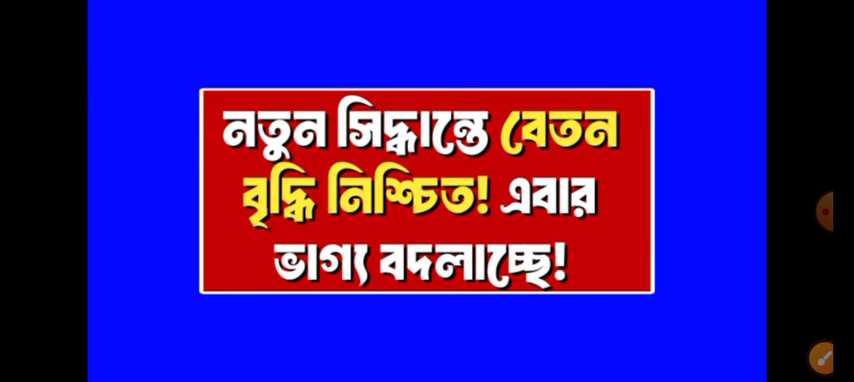 নতুন সিদ্ধান্তে বেতন
বৃদ্ধি নিশ্চিত! এবার
ভাগ্য বদলাচ্ছে!